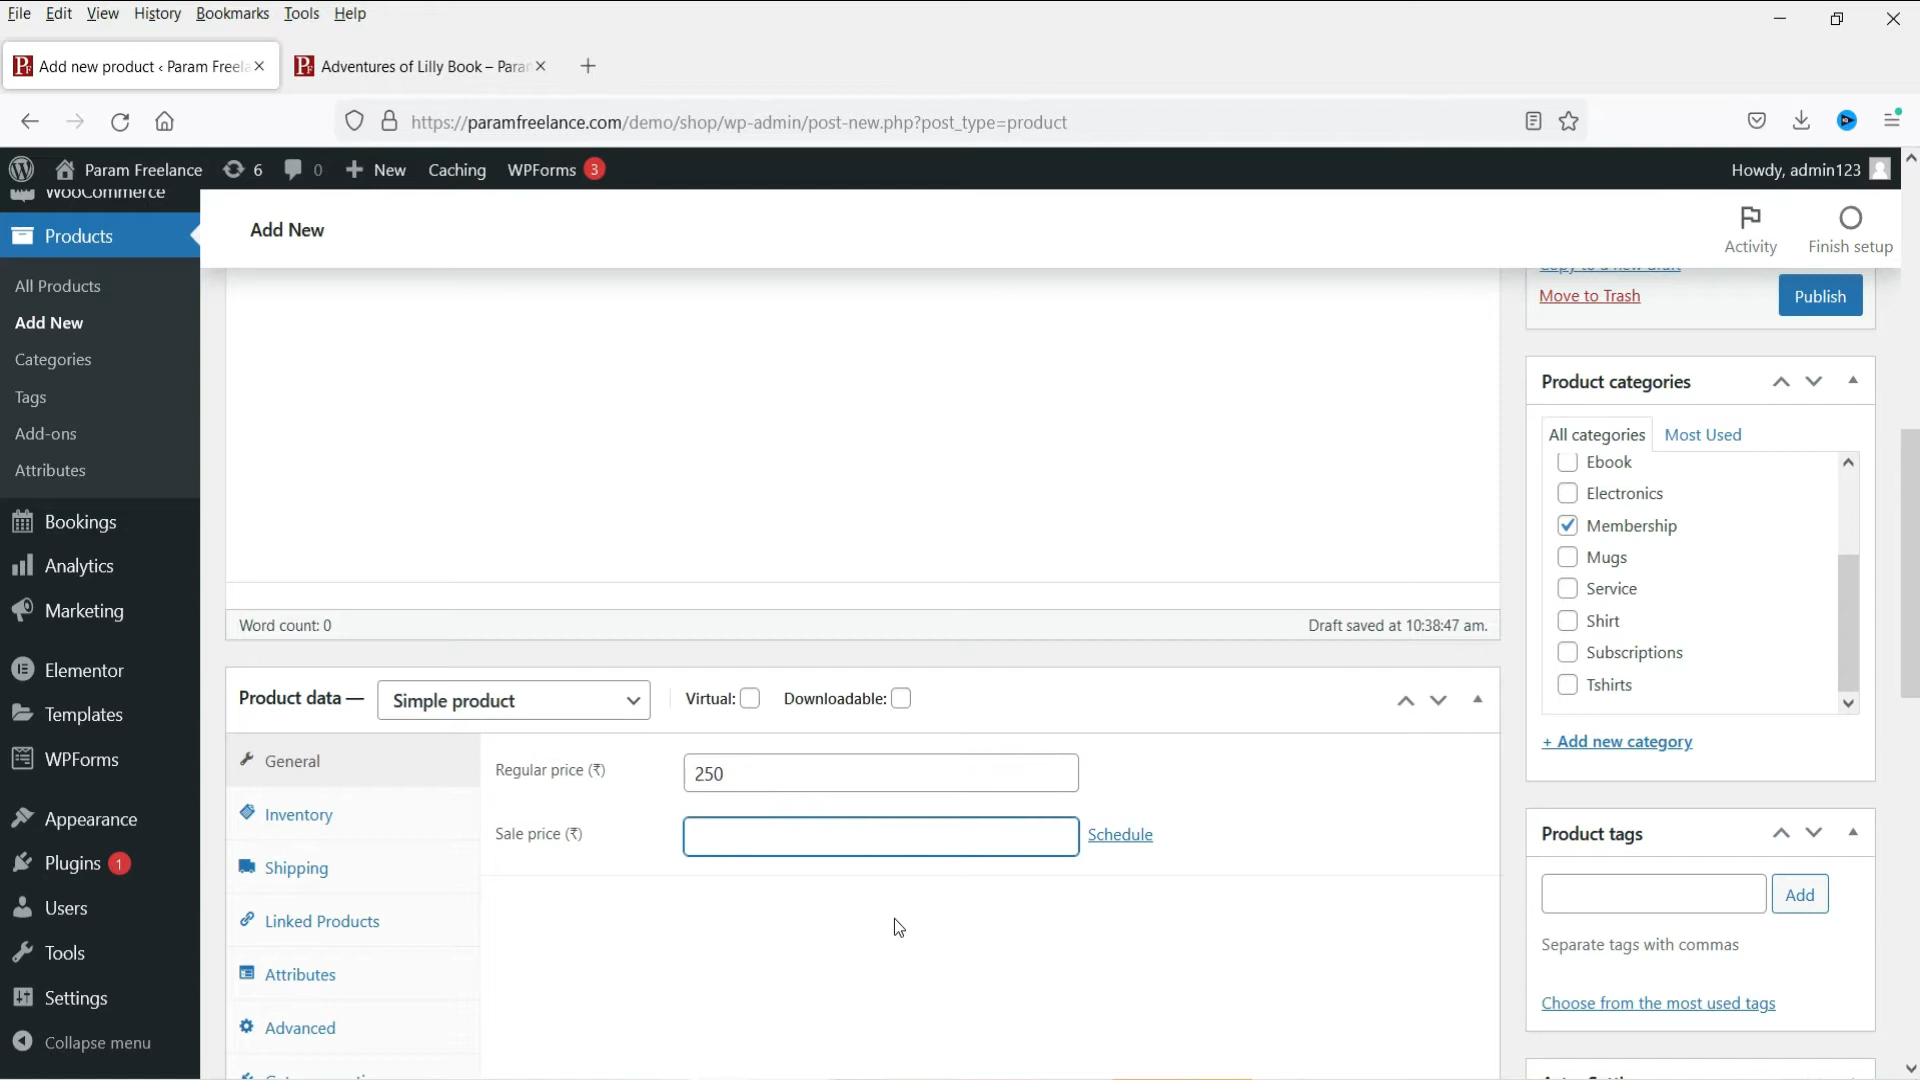 File Edit View History Bookmarks Tools Help
Add new product ‹ Param Freela
Adventures of Lilly Book – Para
https://paramfreelance.com/demo/shop/wp-admin/post-new.php?post_type=product
Param Freelance 6 0 New Caching WPForms 3
Howdy, admin123
WooCommerce
Products
All Products
Add New
Categories
Tags
Add-ons
Attributes
Bookings
Analytics
Marketing
Elementor
Templates
WPForms
Appearance
Plugins 1
Users
Tools
Settings
Collapse menu
Add New
Activity
Finish setup
Word count: 0
Draft saved at 10:38:47 am.
Product data —
Simple product
Virtual:
Downloadable:
General
Inventory
Shipping
Linked Products
Attributes
Advanced
Regular price (₹)
250
Sale price (₹)
Schedule
Copy to a new draft
Move to Trash
Publish
Product categories
All categories
Most Used
Ebook
Electronics
Membership
Mugs
Service
Shirt
Subscriptions
Tshirts
+ Add new category
Product tags
Add
Separate tags with commas
Choose from the most used tags